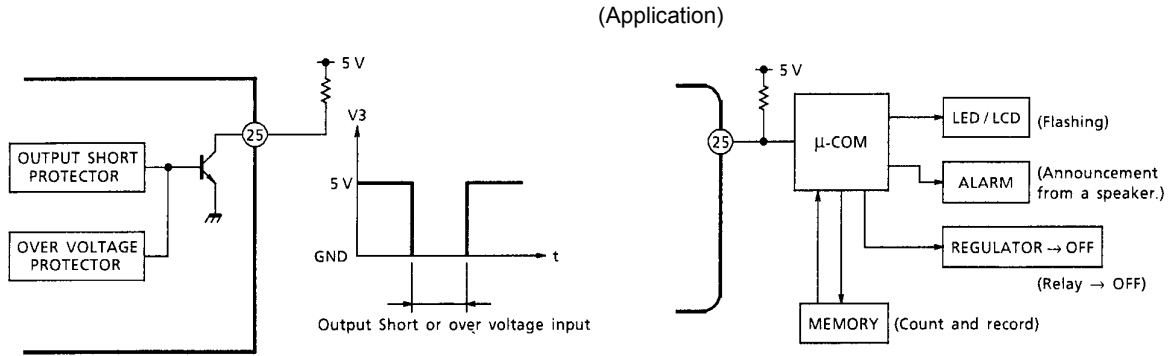 (Application)
OUTPUT SHORT
PROTECTOR
OVER VOLTAGE
PROTECTOR
25
5 V
V3
5 V
GND
t
Output Short or over voltage input
25
5 V
μ-COM
LED / LCD
(Flashing)
ALARM
(Announcement
from a speaker.)
REGULATOR → OFF
(Relay → OFF)
MEMORY
(Count and record)